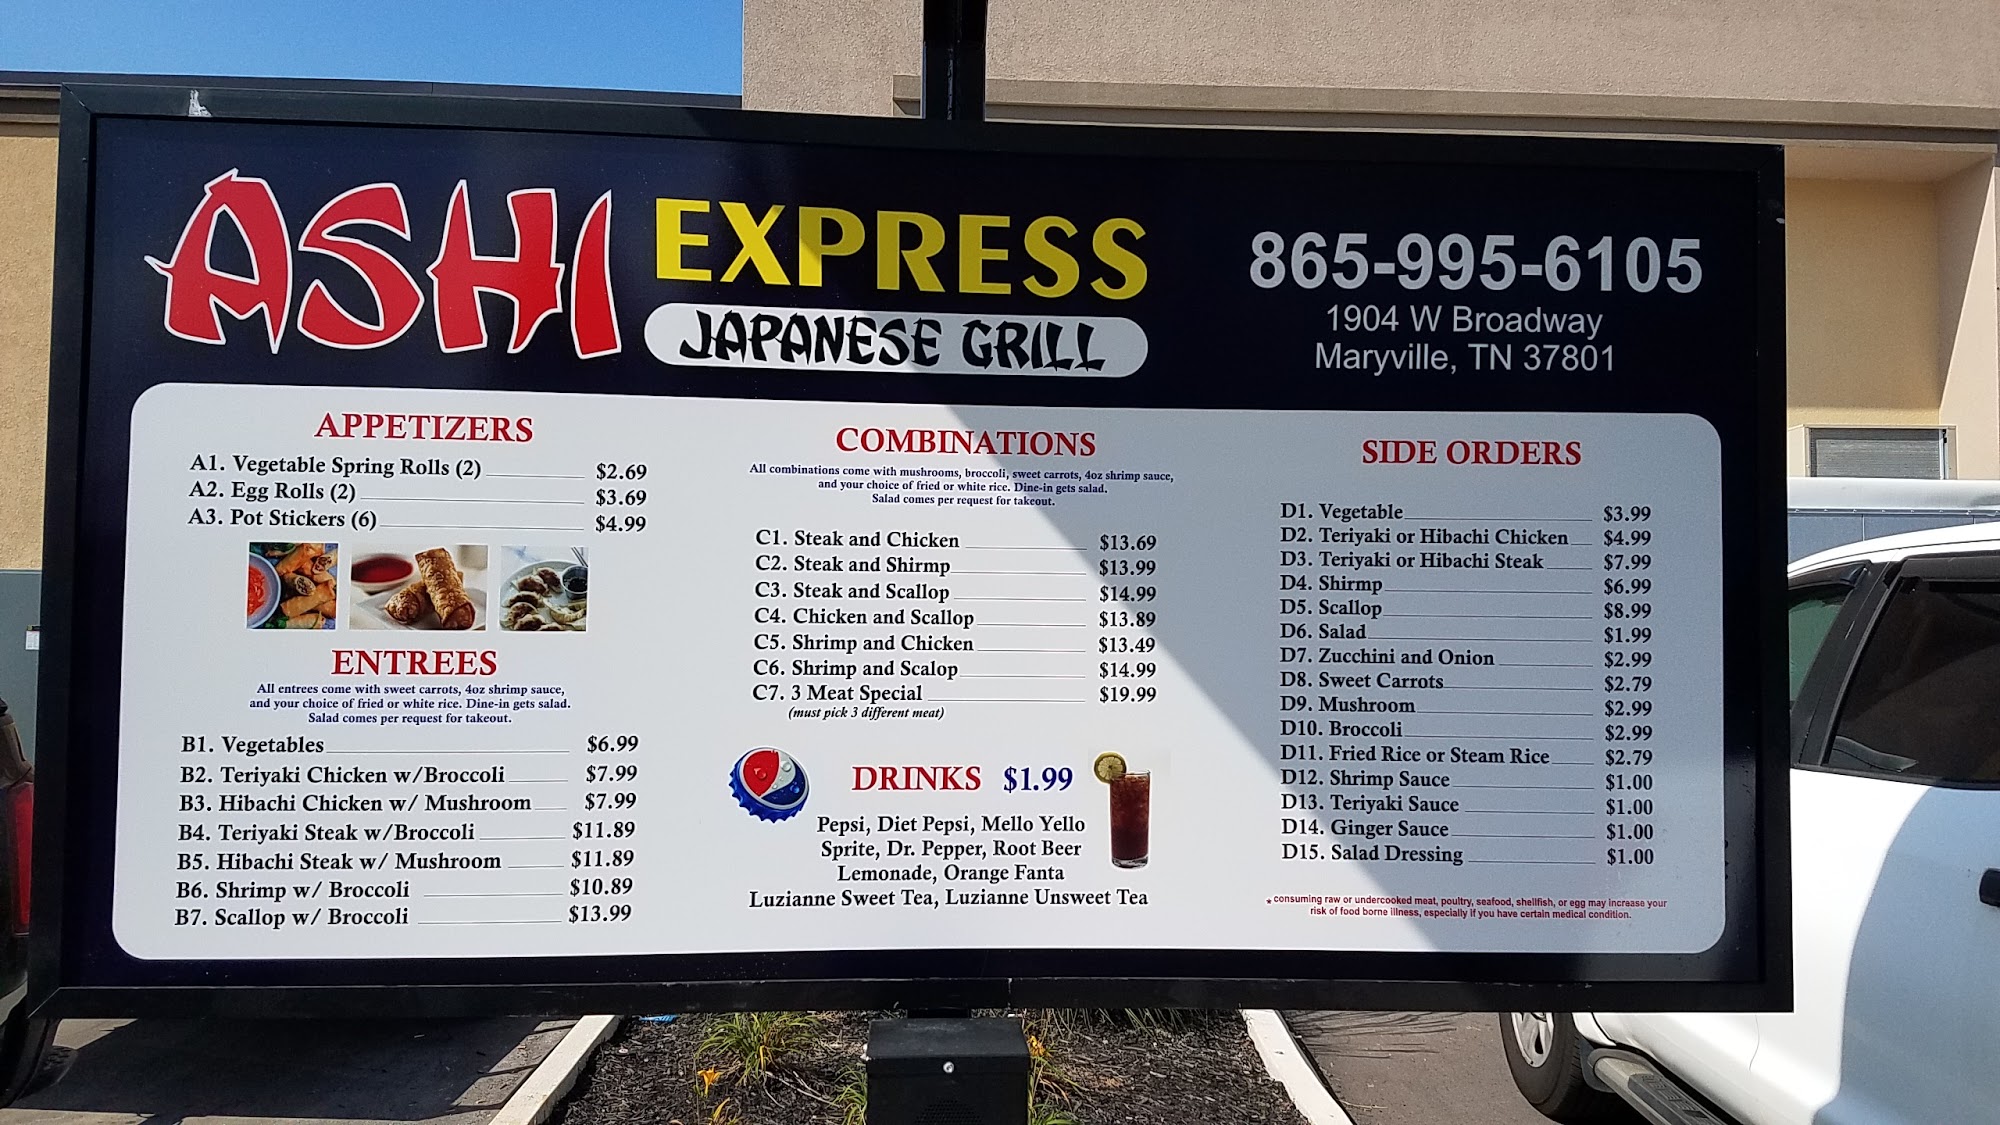 ASHI EXPRESS
JAPANESE GRILL
865-995-6105
1904 W Broadway
Maryville, TN 37801
APPETIZERS
A1. Vegetable Spring Rolls (2) $2.69
A2. Egg Rolls (2) $3.69
A3. Pot Stickers (6) $4.99
ENTREES
All entrees come with sweet carrots, 4oz shrimp sauce,
and your choice of fried or white rice. Dine-in gets salad.
Salad comes per request for takeout.
B1. Vegetables $6.99
B2. Teriyaki Chicken w/Broccoli $7.99
B3. Hibachi Chicken w/ Mushroom $7.99
B4. Teriyaki Steak w/Broccoli $11.89
B5. Hibachi Steak w/ Mushroom $11.89
B6. Shrimp w/ Broccoli $10.89
B7. Scallop w/ Broccoli $13.99
COMBINATIONS
All combinations come with mushrooms, broccoli, sweet carrots, 4oz shrimp sauce,
and your choice of fried or white rice. Dine-in gets salad.
Salad comes per request for takeout.
C1. Steak and Chicken $13.69
C2. Steak and Shirmp $13.99
C3. Steak and Scallop $14.99
C4. Chicken and Scallop $13.89
C5. Shrimp and Chicken $13.49
C6. Shrimp and Scalop $14.99
C7. 3 Meat Special $19.99
(must pick 3 different meat)
DRINKS $1.99
Pepsi, Diet Pepsi, Mello Yello
Sprite, Dr. Pepper, Root Beer
Lemonade, Orange Fanta
Luzianne Sweet Tea, Luzianne Unsweet Tea
SIDE ORDERS
D1. Vegetable $3.99
D2. Teriyaki or Hibachi Chicken $4.99
D3. Teriyaki or Hibachi Steak $7.99
D4. Shirmp $6.99
D5. Scallop $8.99
D6. Salad $1.99
D7. Zucchini and Onion $2.99
D8. Sweet Carrots $2.79
D9. Mushroom $2.99
D10. Broccoli $2.99
D11. Fried Rice or Steam Rice $2.79
D12. Shrimp Sauce $1.00
D13. Teriyaki Sauce $1.00
D14. Ginger Sauce $1.00
D15. Salad Dressing $1.00
* consuming raw or undercooked meat, poultry, seafood, shellfish, or egg may increase your
risk of food borne illness, especially if you have certain medical condition.